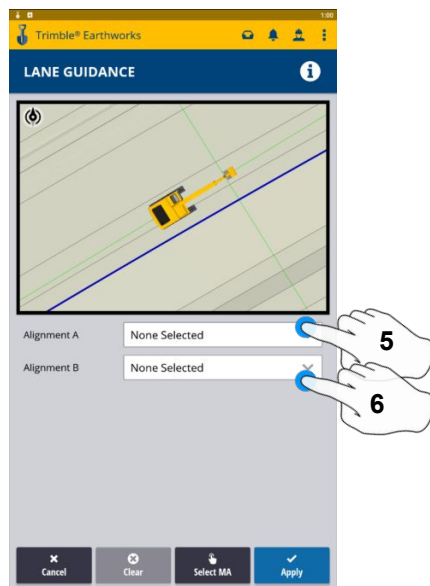 1:00
Trimble® Earthworks
LANE GUIDANCE
Alignment A None Selected
5
Alignment B None Selected
6
Cancel Clear Select MA Apply